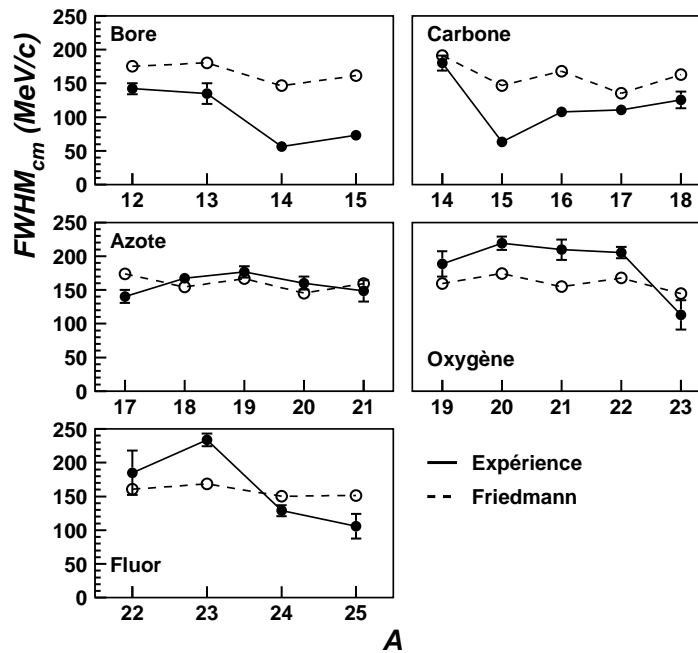 FWHM_cm (MeV/c)
250
200
150
100
50
0
Bore
12 13 14 15
Carbone
14 15 16 17 18
250
200
150
100
50
0
Azote
17 18 19 20 21
Oxygène
19 20 21 22 23
250
200
150
100
50
0
Fluor
22 23 24 25
Expérience
Friedmann
A